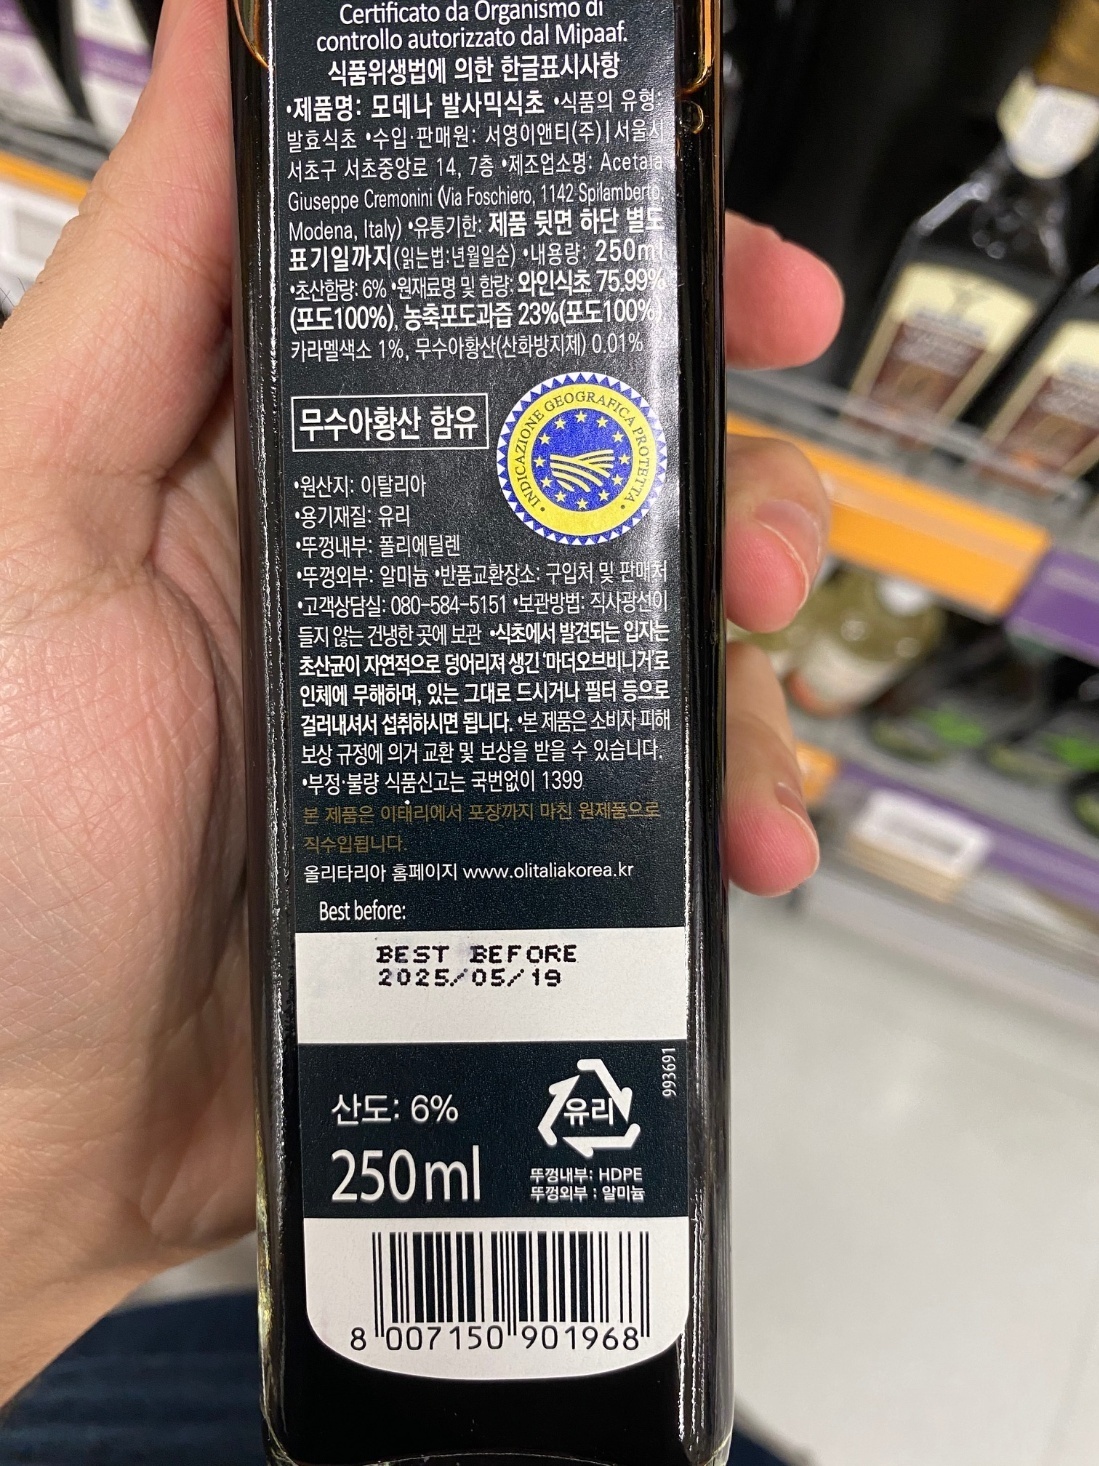 Certificato da Organismo di
controllo autorizzato dal Mipaaf.
식품위생법에 의한 한글표시사항
•제품명: 모데나 발사믹식초 •식품의 유형:
발효식초 •수입·판매원: 서영이앤티(주)|서울시
서초구 서초중앙로 14, 7층 •제조업소명: Acetaia
Giuseppe Cremonini (Via Foschiero, 1142 Spilamberto,
Modena, Italy) •유통기한: 제품 뒷면 하단 별도
표기일까지(읽는법:년월일순) •내용량: 250ml
•초산함량: 6% •원재료명 및 함량: 와인식초 75.99%
(포도100%), 농축포도과즙 23%(포도100%)
카라멜색소 1%, 무수아황산(산화방지제) 0.01%
무수아황산 함유
INDICAZIONE GEOGRAFICA PROTETTA
•원산지: 이탈리아
•용기재질: 유리
•뚜껑내부: 폴리에틸렌
•뚜껑외부: 알미늄 •반품교환장소: 구입처 및 판매처
•고객상담실: 080-584-5151 •보관방법: 직사광선이
들지 않는 건냉한 곳에 보관 •식초에서 발견되는 입자는
초산균이 자연적으로 덩어리져 생긴 '마더오브비니거'로
인체에 무해하며, 있는 그대로 드시거나 필터 등으로
걸러내셔서 섭취하시면 됩니다. •본 제품은 소비자 피해
보상 규정에 의거 교환 및 보상을 받을 수 있습니다.
•부정·불량 식품신고는 국번없이 1399
본 제품은 이태리에서 포장까지 마친 원제품으로
직수입됩니다.
올리타리아 홈페이지 www.olitaliakorea.kr
Best before:
BEST BEFORE
2025/05/19
993691
산도: 6%
유리
250ml
뚜껑내부: HDPE
뚜껑외부 : 알미늄
8 007150 901968